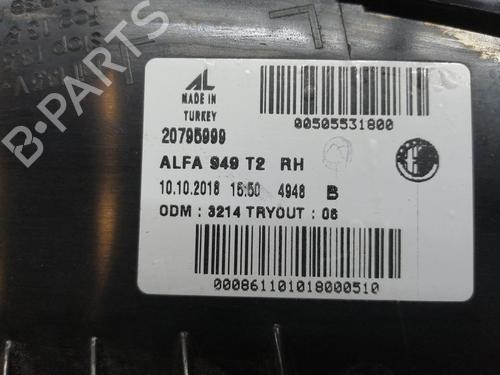 AL
MADE IN
TURKEY
00505531800
20795999
ALFA 949 T2 RH
10.10.2018 15:50 4948 B
ODM : 3214 TRYOUT : 06
000861101018000510
B-PARTS